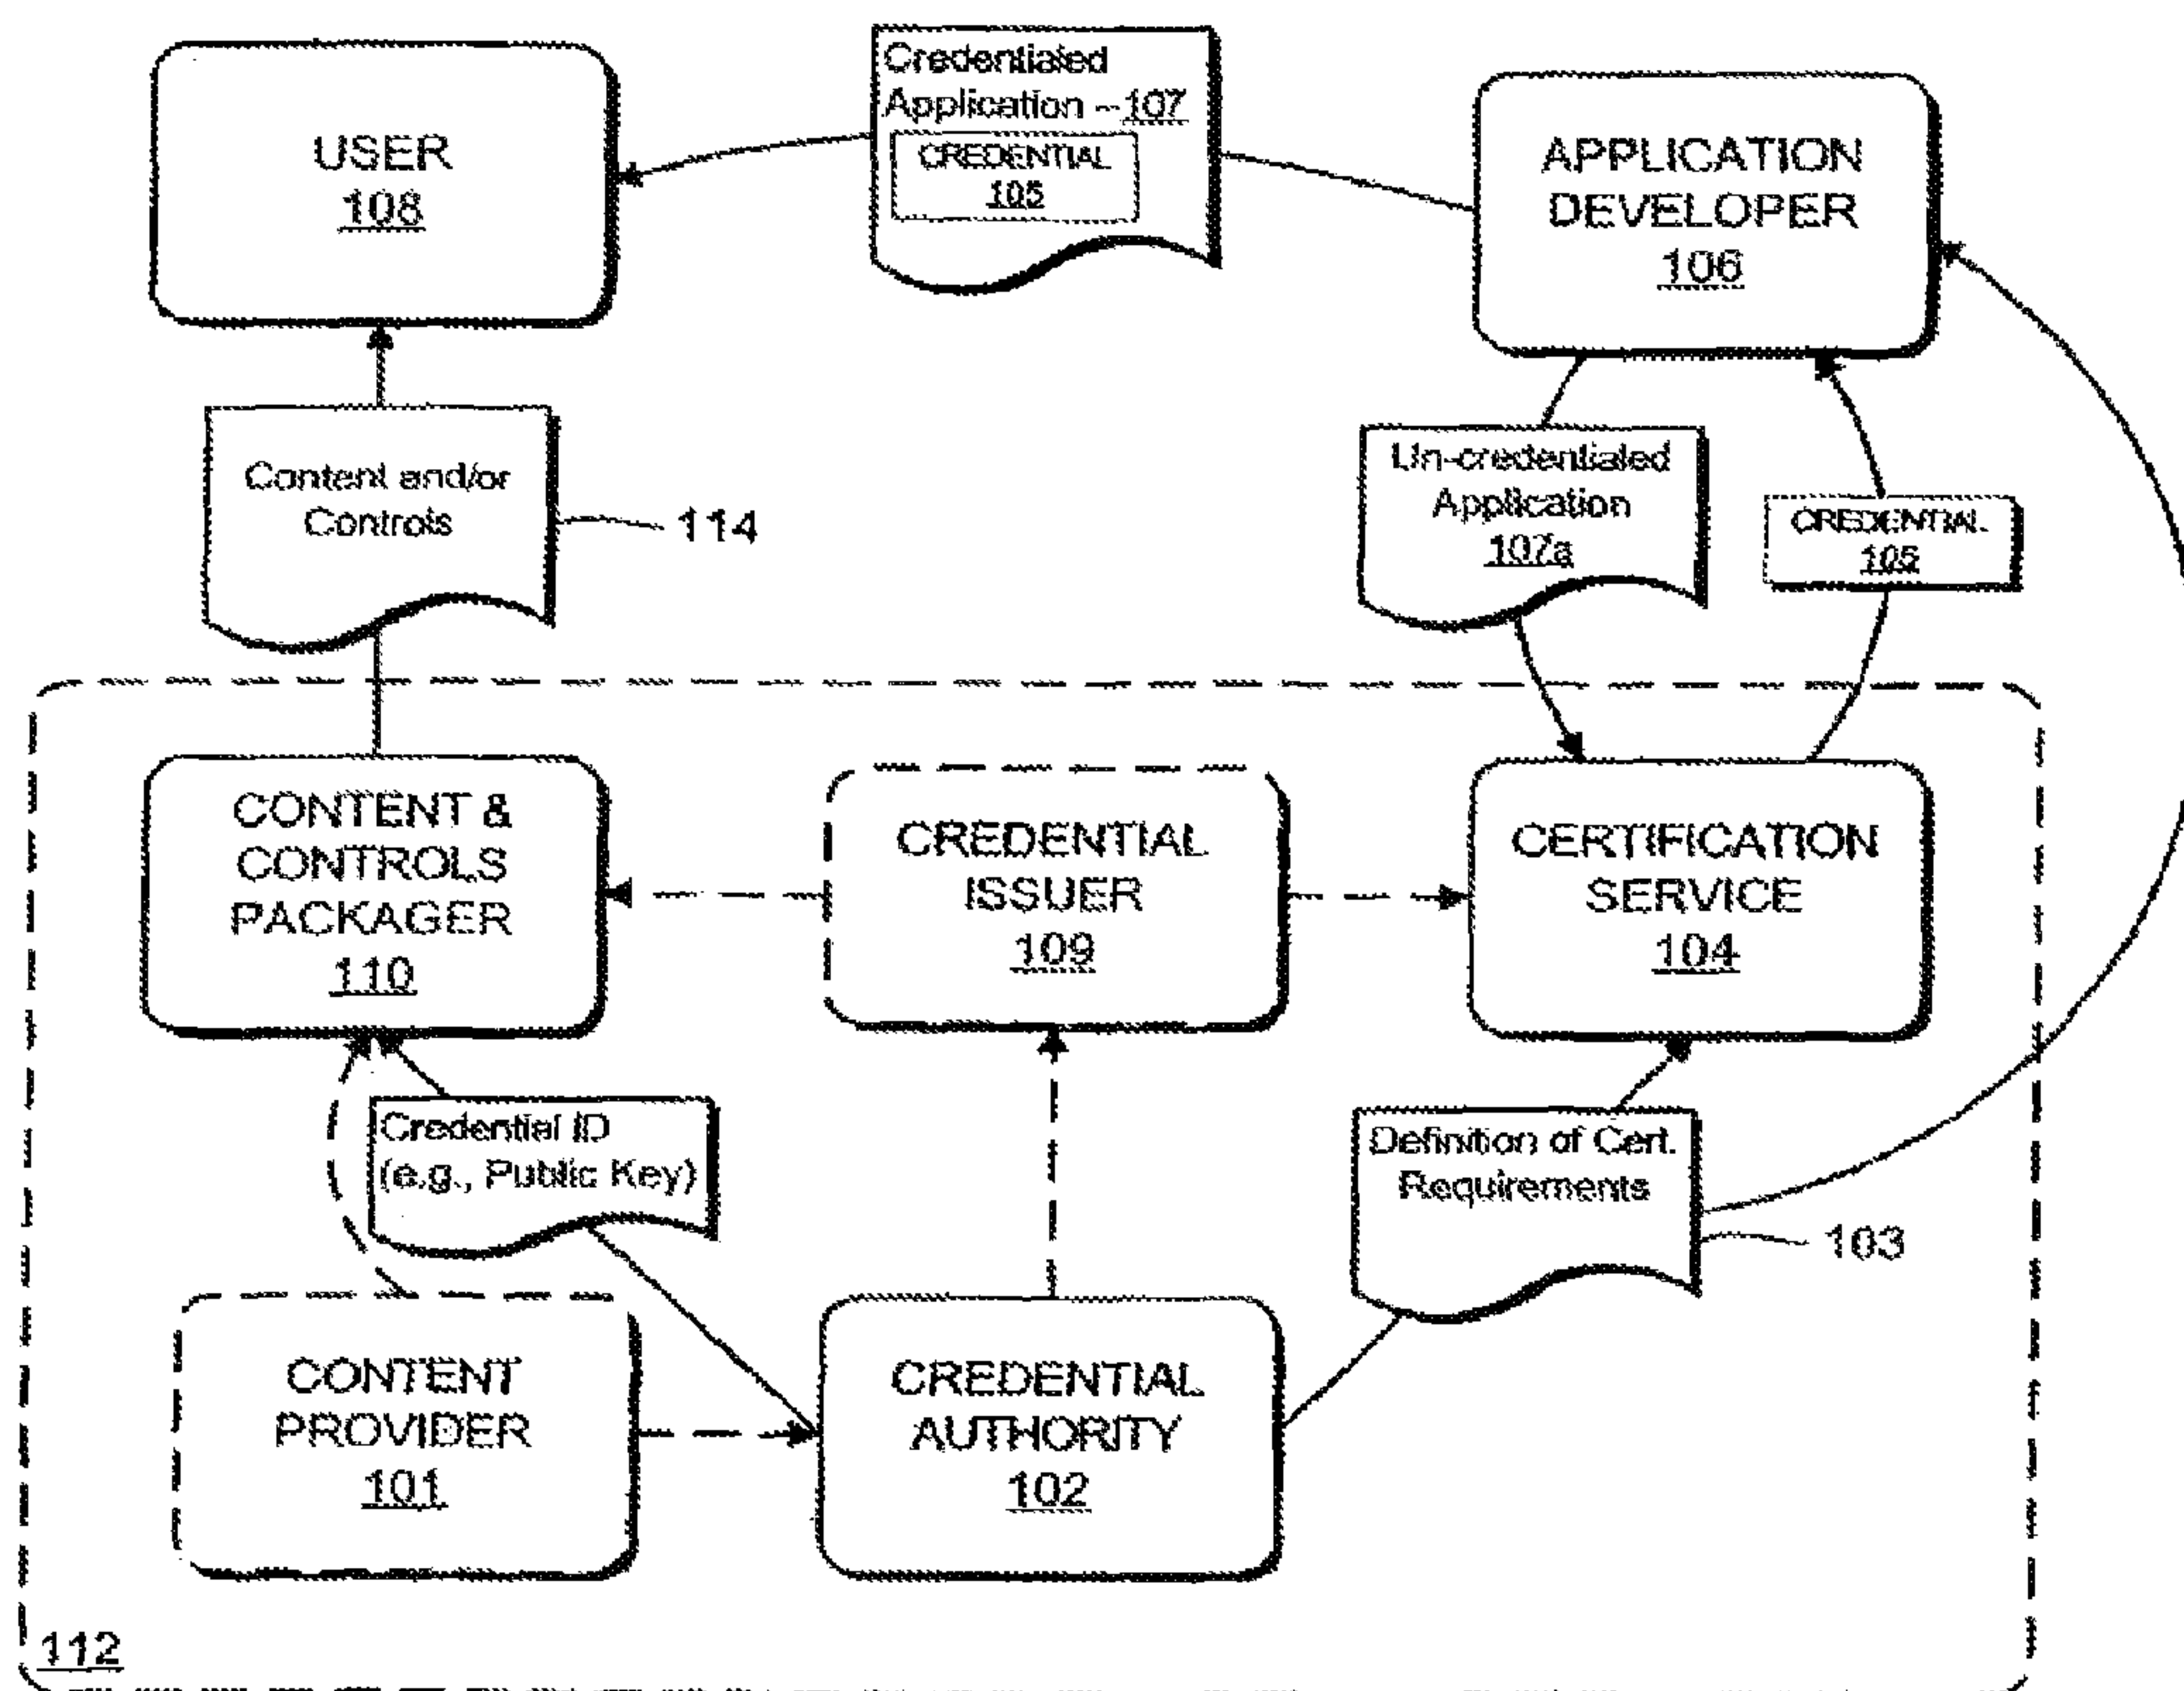 USER
108
Credentialed
Application -- 107
CREDENTIAL
105
APPLICATION
DEVELOPER
106
Content and/or
Controls
114
Un-credentialed
Application
107a
CREDENTIAL
105
CONTENT &
CONTROLS
PACKAGER
110
CREDENTIAL
ISSUER
109
CERTIFICATION
SERVICE
104
Credential ID
(e.g., Public Key)
Definition of Cert.
Requirements
103
CONTENT
PROVIDER
101
CREDENTIAL
AUTHORITY
102
112